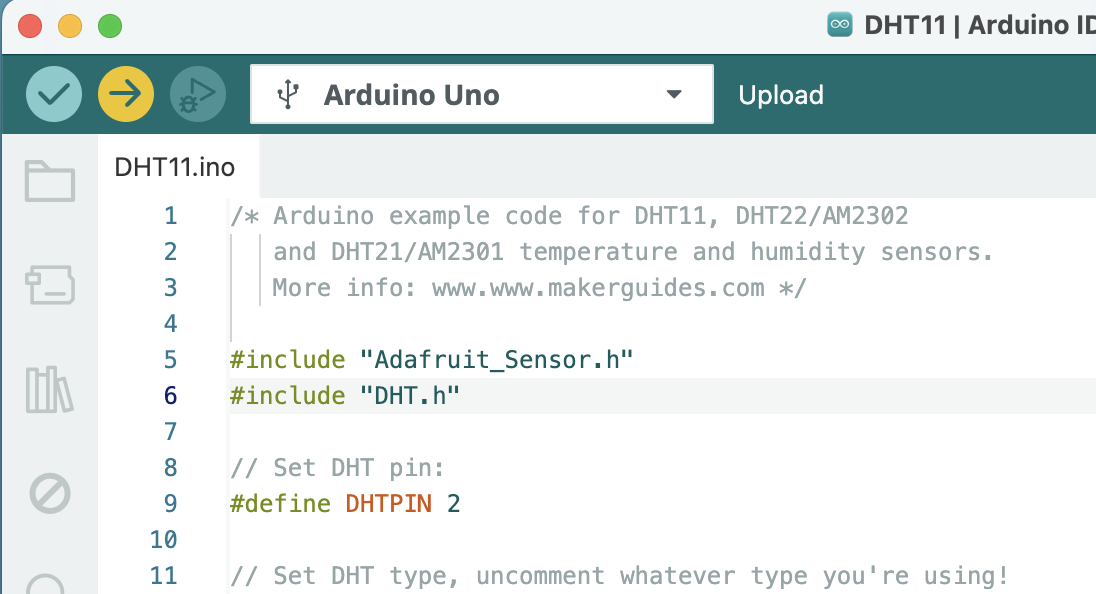 DHT11 | Arduino ID
Arduino Uno
Upload
DHT11.ino
1 /* Arduino example code for DHT11, DHT22/AM2302
2 and DHT21/AM2301 temperature and humidity sensors.
3 More info: www.www.makerguides.com */
4
5 #include "Adafruit_Sensor.h"
6 #include "DHT.h"
7
8 // Set DHT pin:
9 #define DHTPIN 2
10
11 // Set DHT type, uncomment whatever type you're using!